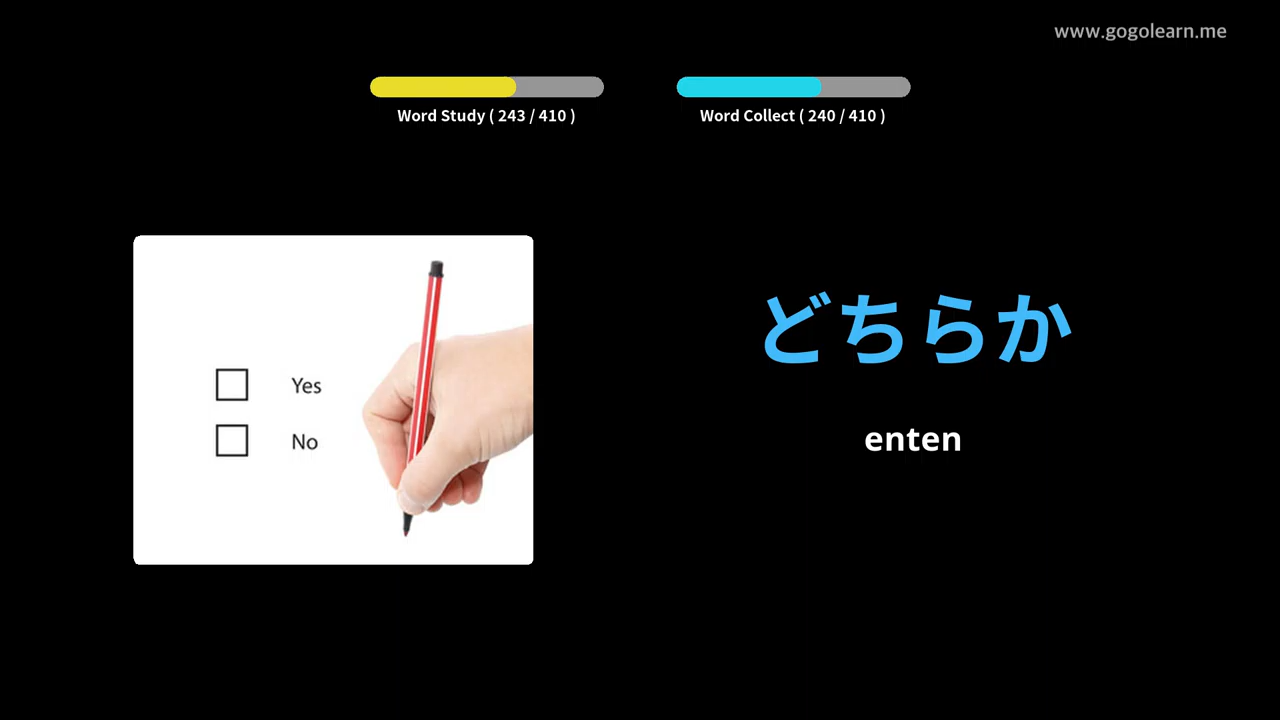 www.gogolearn.me
Word Study ( 243 / 410 )
Word Collect ( 240 / 410 )
Yes
No
どちらか
enten